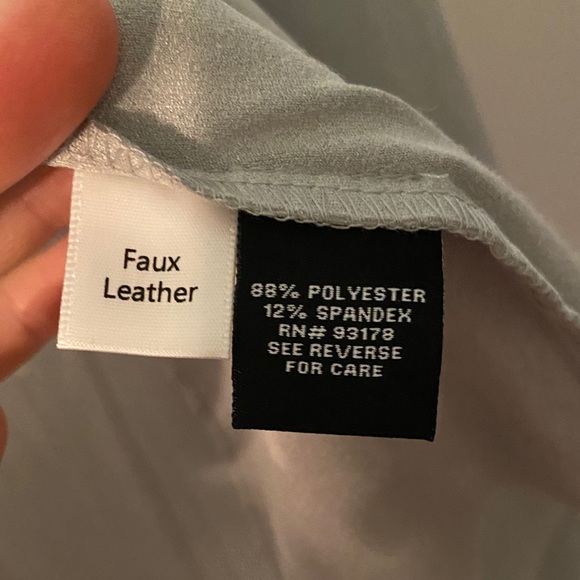 Faux
Leather
88% POLYESTER
12% SPANDEX
RN# 93178
SEE REVERSE
FOR CARE